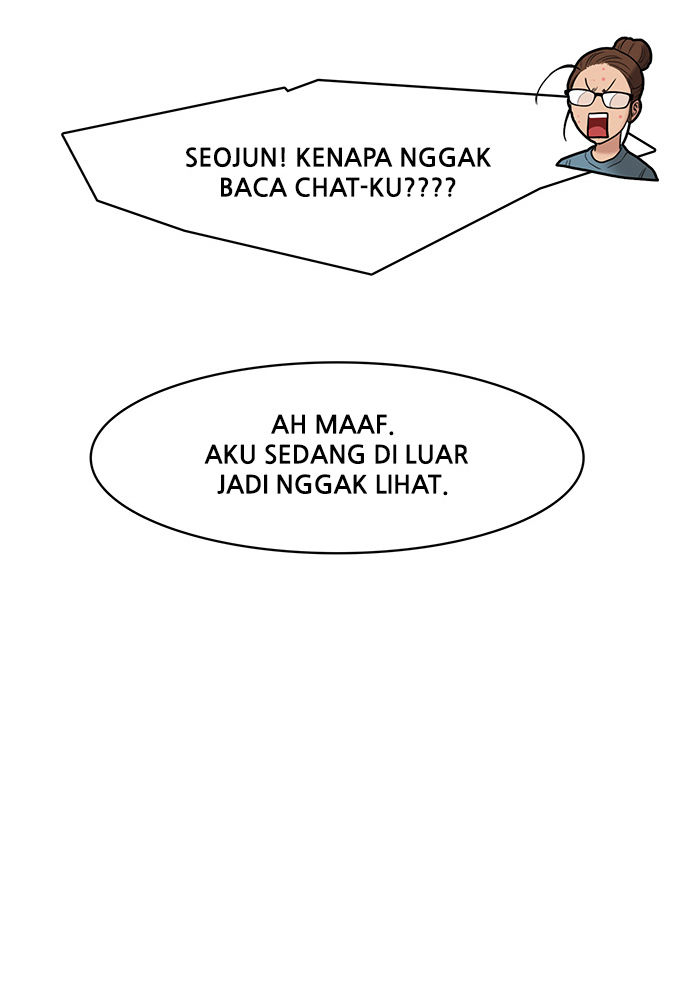 SEOJUN! KENAPA NGGAK
BACA CHAT-KU????
AH MAAF.
AKU SEDANG DI LUAR
JADI NGGAK LIHAT.